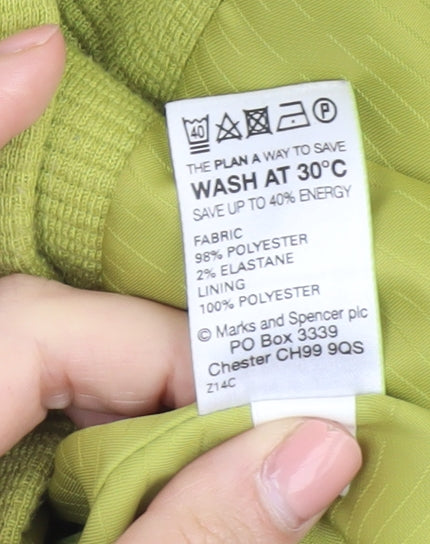 40 P
THE PLAN A WAY TO SAVE
WASH AT 30°C
SAVE UP TO 40% ENERGY
FABRIC
98% POLYESTER
2% ELASTANE
LINING
100% POLYESTER
© Marks and Spencer plc
PO Box 3339
Chester CH99 9QS
Z14C